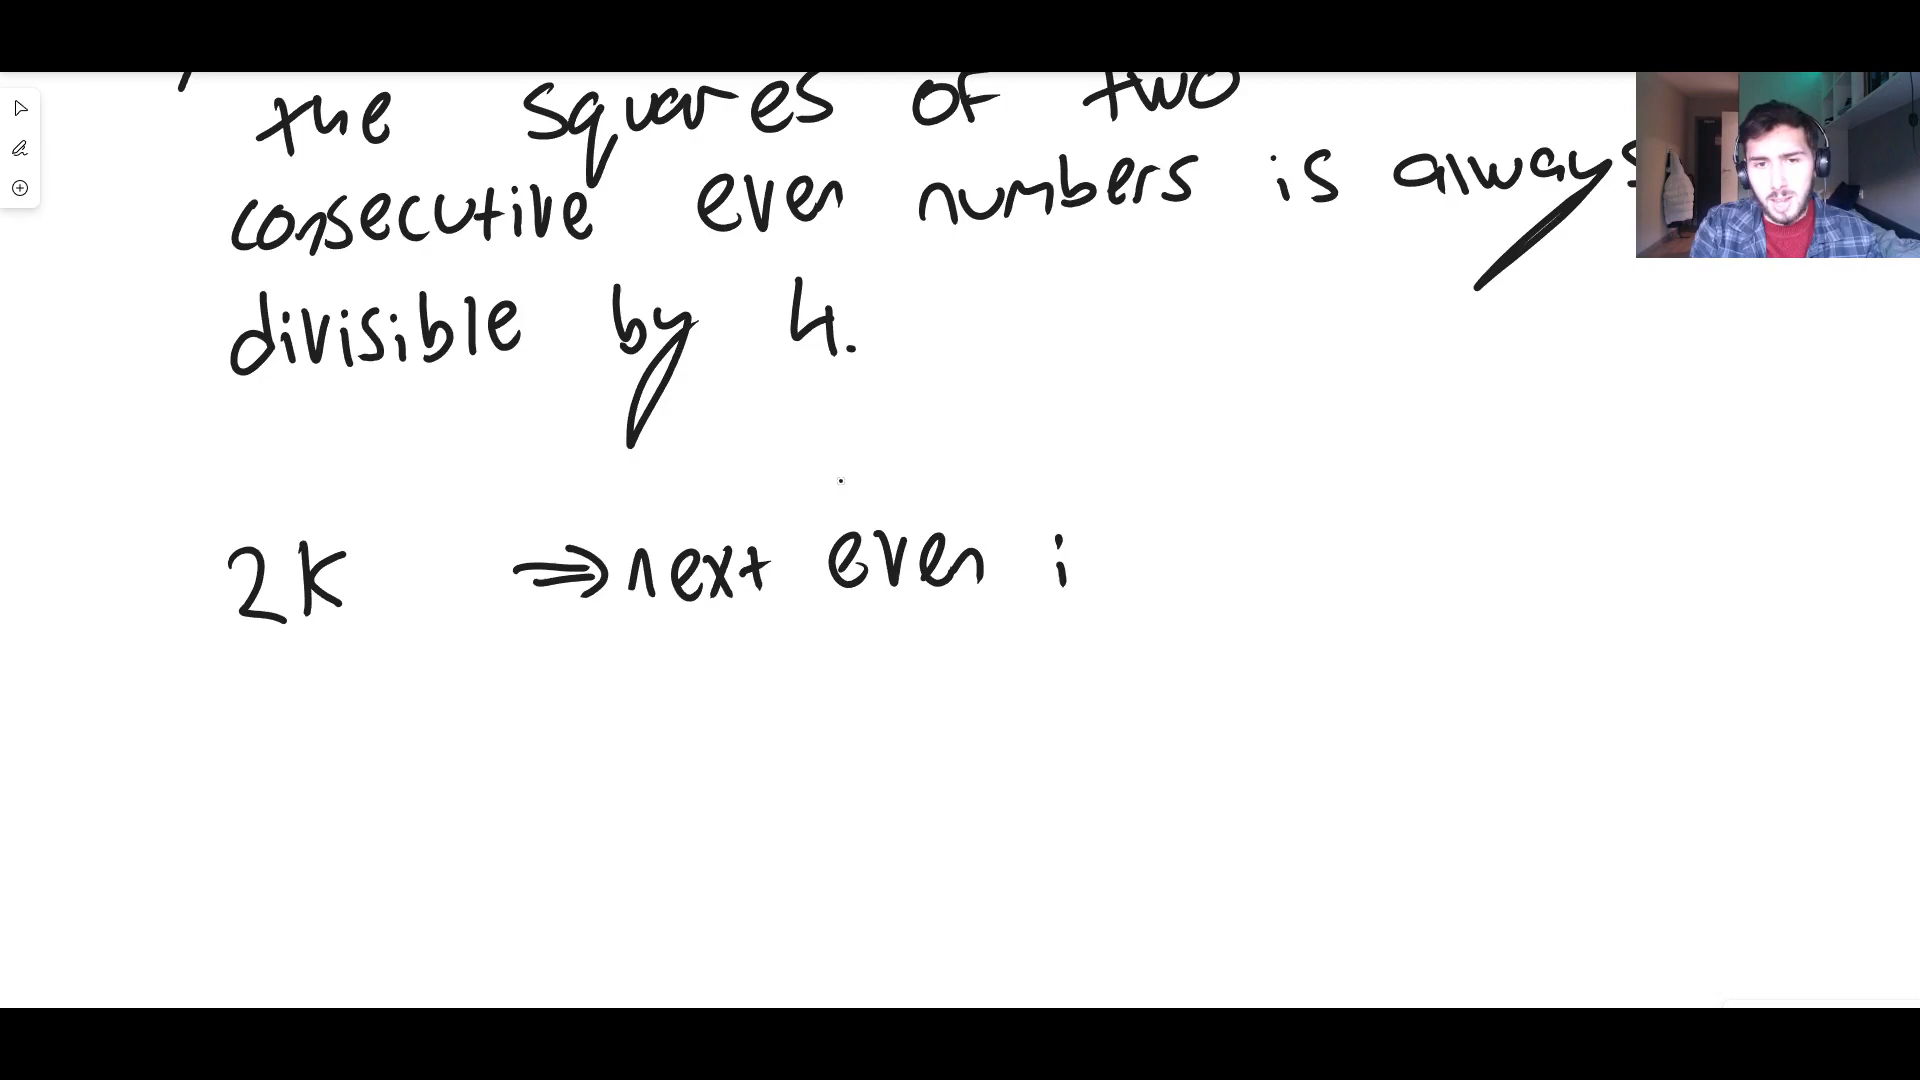 the squares of two
consecutive even numbers is always
divisible by 4.
2K ⇒ next even i